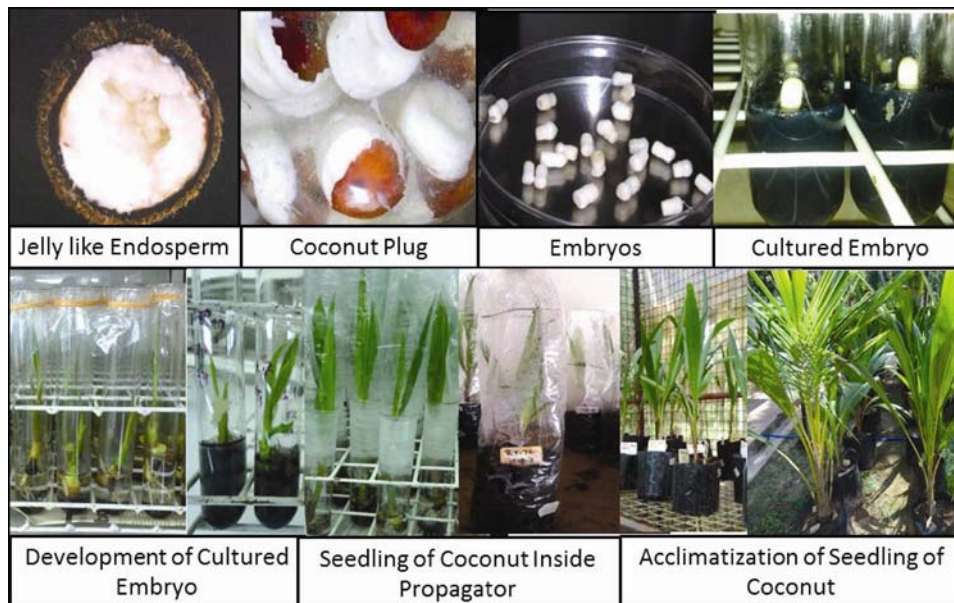 Jelly like Endosperm
Coconut Plug
Embryos
Cultured Embryo
Development of Cultured
Embryo
Seedling of Coconut Inside
Propagator
Acclimatization of Seedling of
Coconut